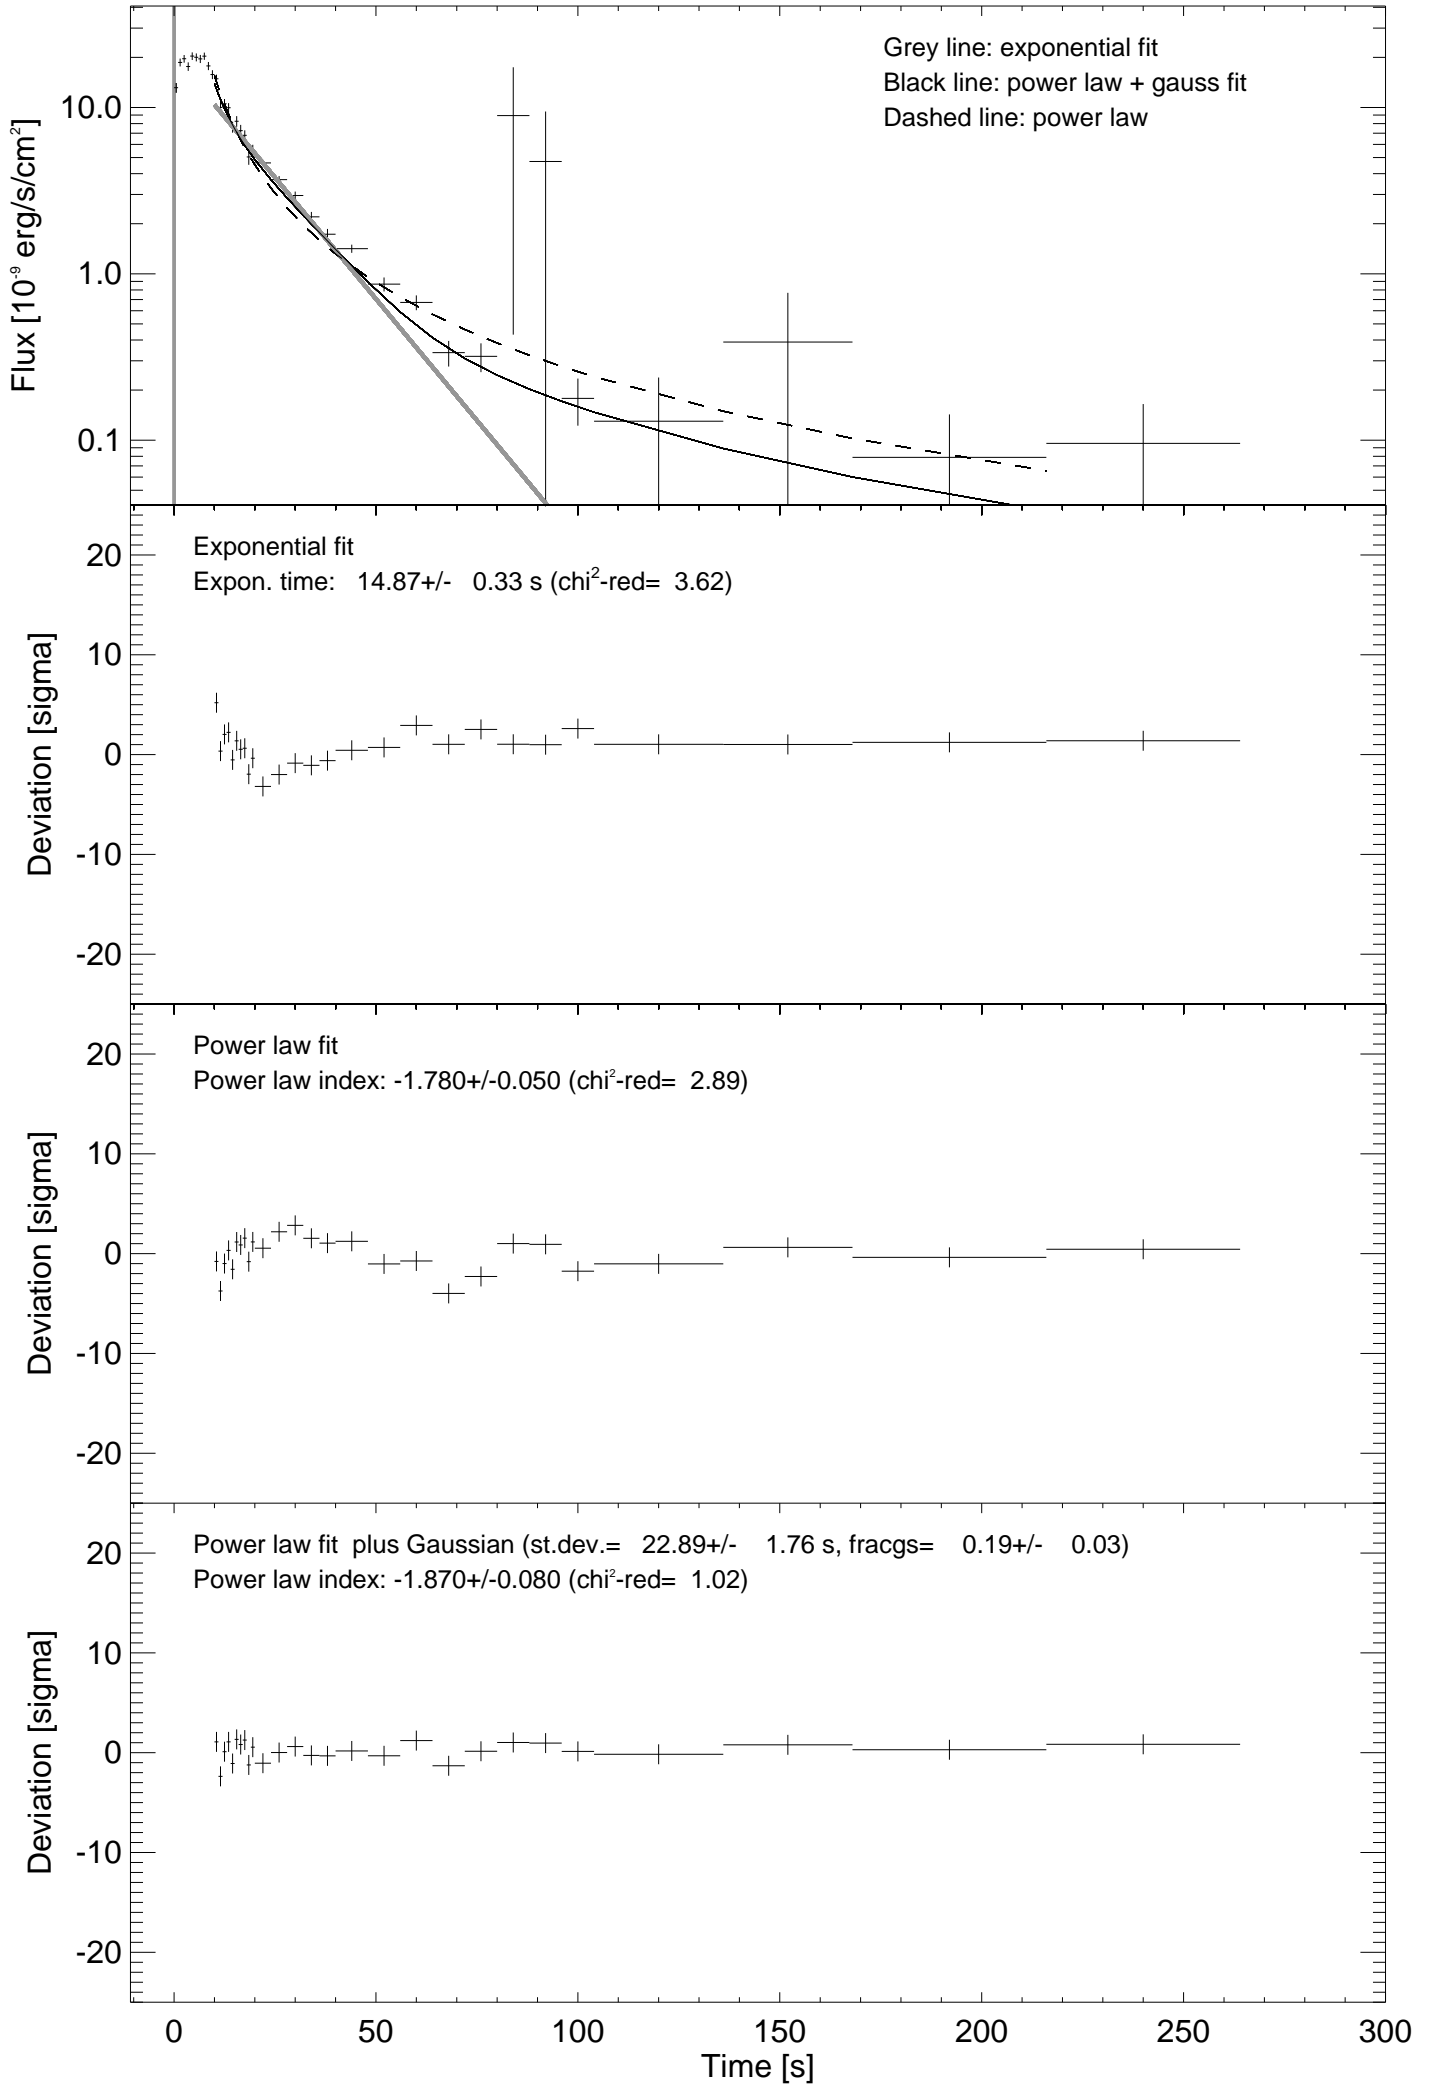 Grey line: exponential fit
Black line: power law + gauss fit
Dashed line: power law
10.0
1.0
0.1
Flux [10⁻⁹ erg/s/cm²]
Exponential fit
Expon. time: 14.87+/- 0.33 s (chi²-red= 3.62)
20
10
0
-10
-20
Deviation [sigma]
Power law fit
Power law index: -1.780+/-0.050 (chi²-red= 2.89)
20
10
0
-10
-20
Deviation [sigma]
Power law fit plus Gaussian (st.dev.= 22.89+/- 1.76 s, fracgs= 0.19+/- 0.03)
Power law index: -1.870+/-0.080 (chi²-red= 1.02)
20
10
0
-10
-20
Deviation [sigma]
0 50 100 150 200 250 300
Time [s]